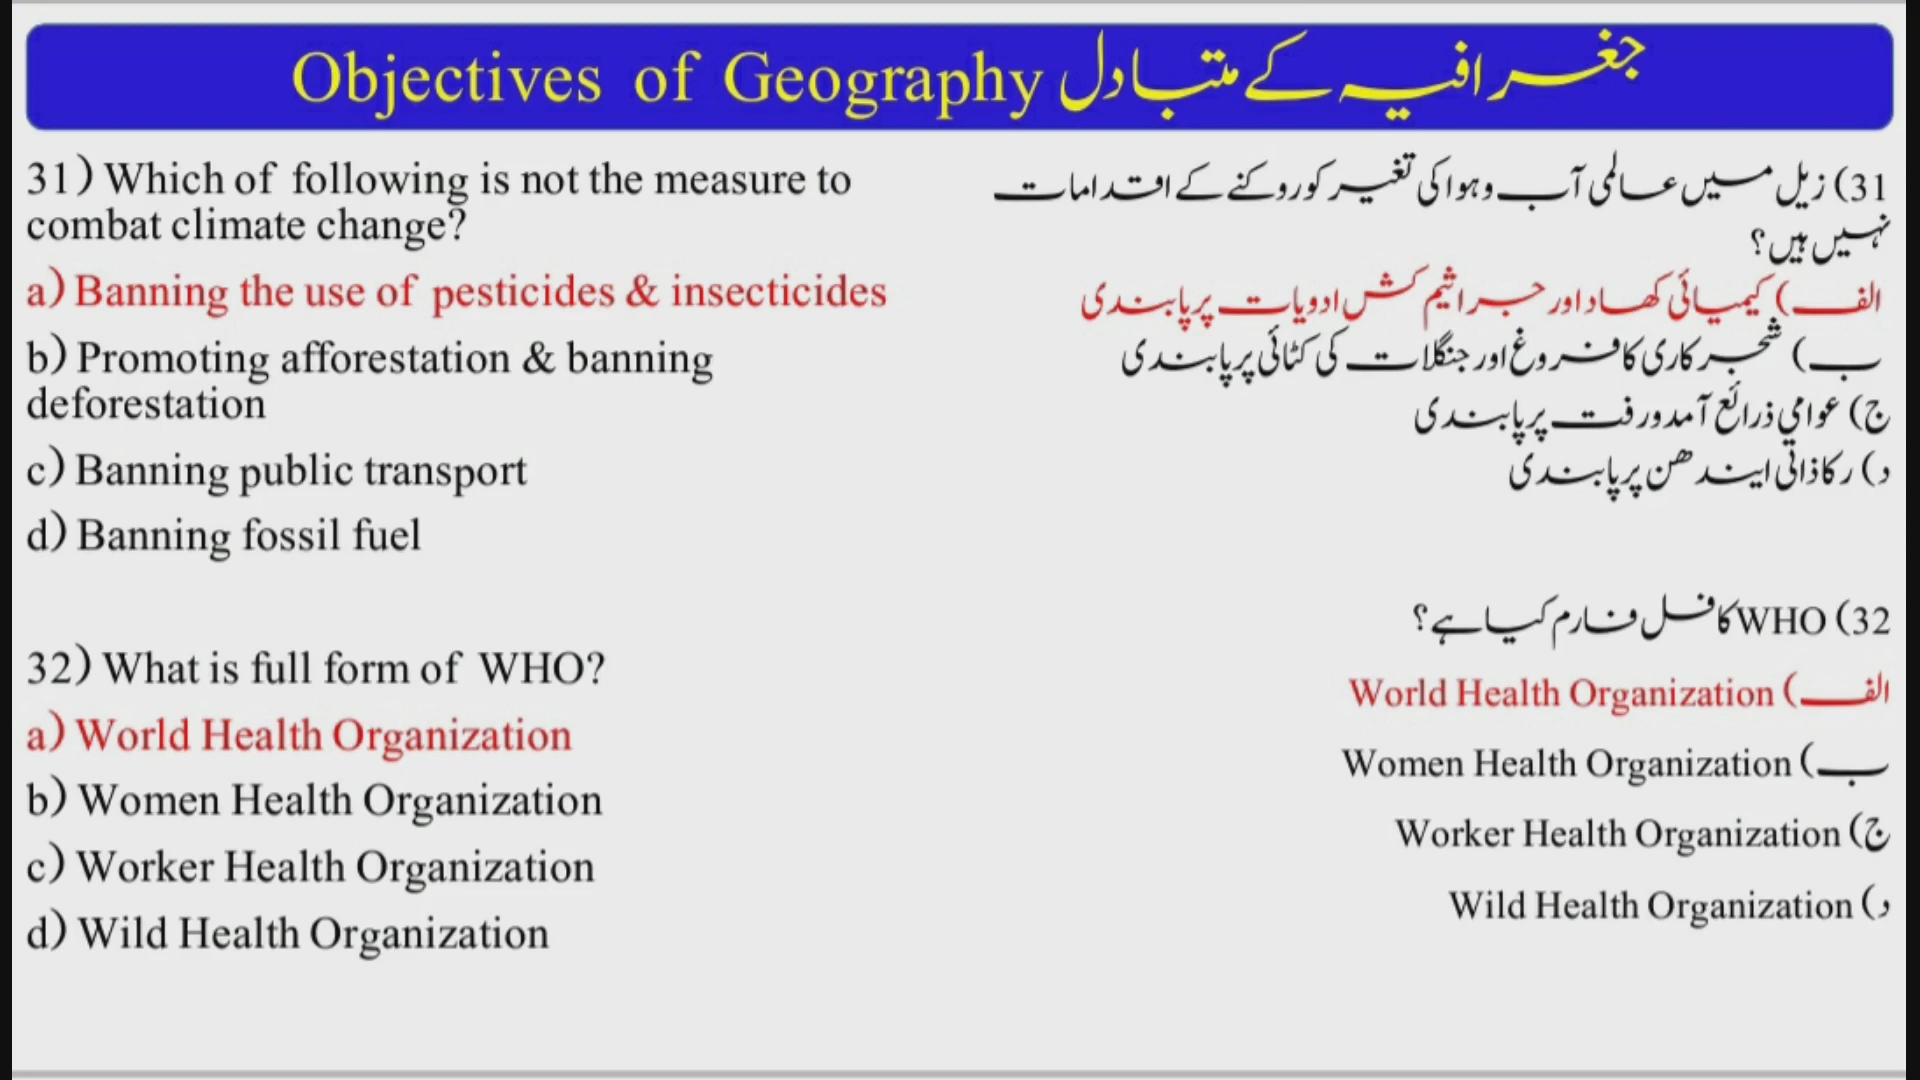 Objectives of Geography جغرافیہ کے متبادل
31) Which of following is not the measure to
combat climate change?
a) Banning the use of pesticides & insecticides
b) Promoting afforestation & banning
deforestation
c) Banning public transport
d) Banning fossil fuel
32) What is full form of WHO?
a) World Health Organization
b) Women Health Organization
c) Worker Health Organization
d) Wild Health Organization
31) زیل میں عالمی آب وہوا کی تغیر کو روکنے کے اقدامات
نہیں ہیں؟
الف) کیمیائی کھاد اور جراثیم کش ادویات پر پابندی
ب) شجر کاری کا فروغ اور جنگلات کی کٹائی پر پابندی
ج) عوامي ذرائع آمدورفت پر پابندی
د) رکاذاتی ایندھن پر پابندی
32) WHO کا فل فارم کیا ہے؟
الف) World Health Organization
ب) Women Health Organization
ج) Worker Health Organization
د) Wild Health Organization